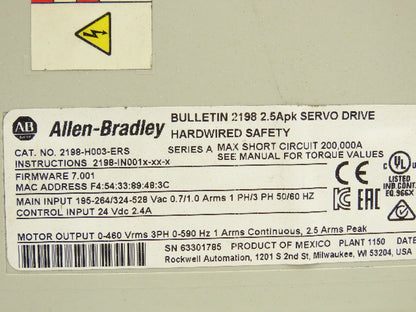 AB Allen-Bradley
BULLETIN 2198 2.5Apk SERVO DRIVE
HARDWIRED SAFETY
CAT. NO. 2198-H003-ERS
SERIES A MAX SHORT CIRCUIT 200,000A
INSTRUCTIONS 2198-IN001x-xx-x
SEE MANUAL FOR TORQUE VALUES
FIRMWARE 7.001
MAC ADDRESS F4:54:33:89:48:3C
MAIN INPUT 195-264/324-528 Vac 0.7/1.0 Arms 1 PH/3 PH 50/60 HZ
CONTROL INPUT 24 Vdc 2.4A
C UL US
LISTED
IND.CONT.
EQ.966X
EAC
MOTOR OUTPUT 0-460 Vrms 3PH 0-590 Hz 1 Arms Continuous, 2.5 Arms Peak
SN 63301785 PRODUCT OF MEXICO PLANT 1150 DATE
Rockwell Automation, 1201 S 2nd St, Milwaukee, WI 53204, USA